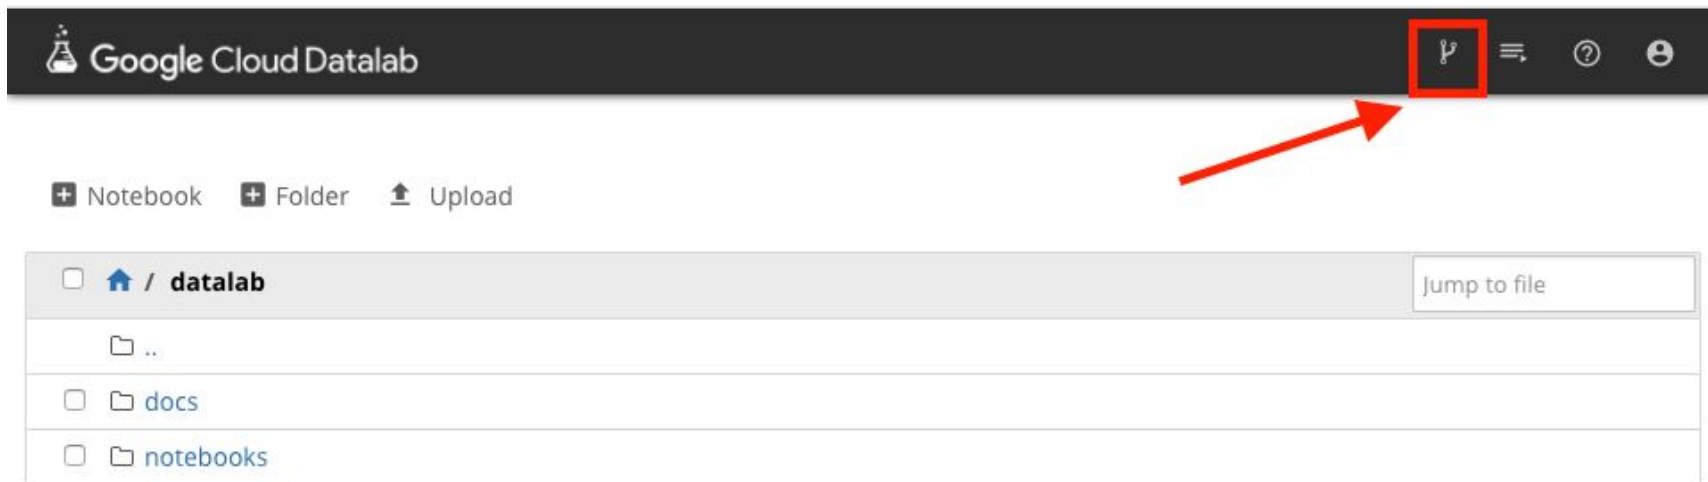 Google Cloud Datalab
Notebook Folder Upload
/ datalab Jump to file
..
docs
notebooks